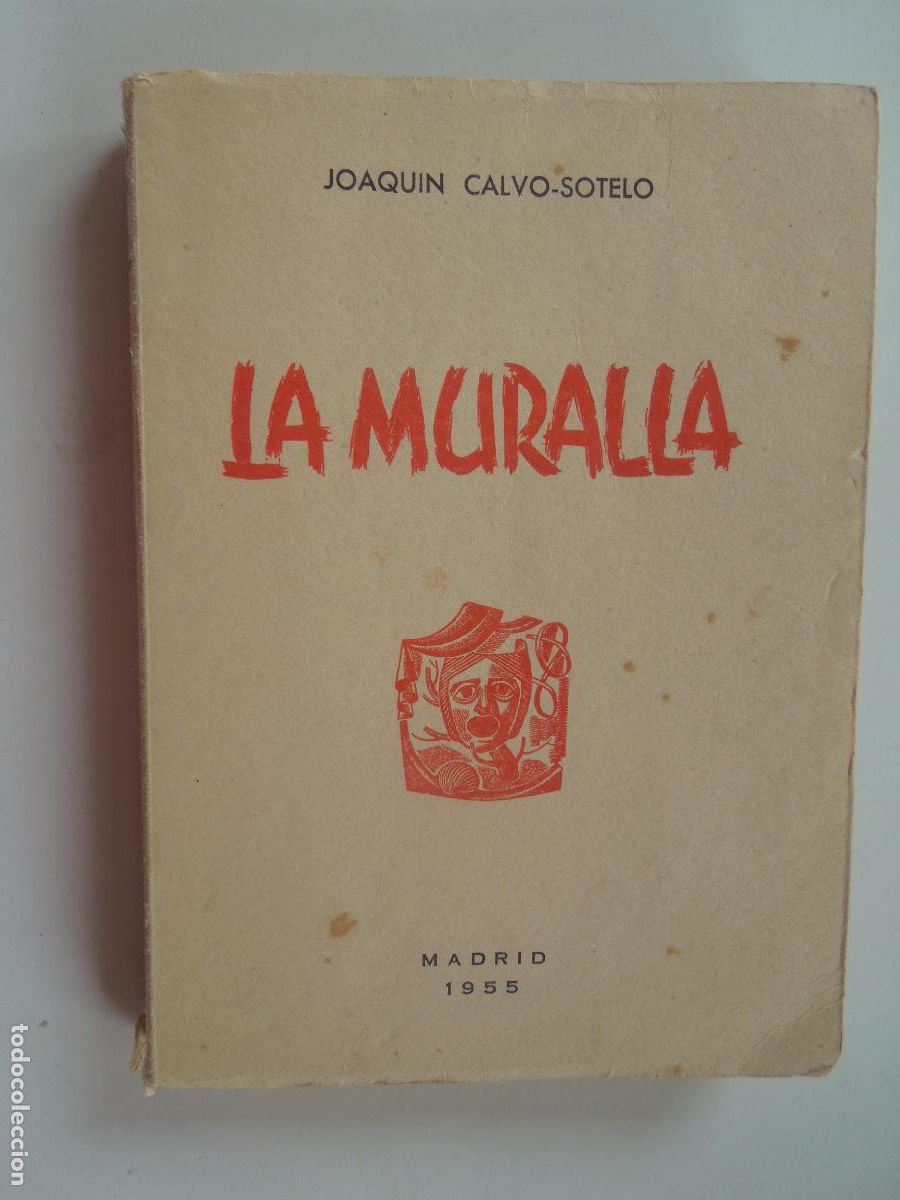 JOAQUIN CALVO-SOTELO
LA MURALLA
MADRID
1955
todocoleccion